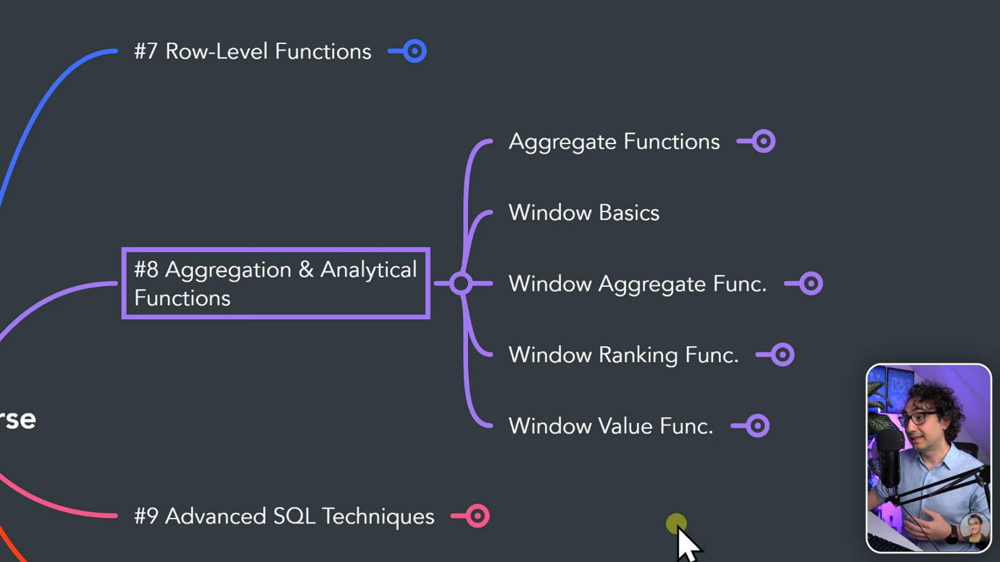 #7 Row-Level Functions
Aggregate Functions
Window Basics
#8 Aggregation & Analytical
Functions
Window Aggregate Func.
Window Ranking Func.
rse
Window Value Func.
#9 Advanced SQL Techniques